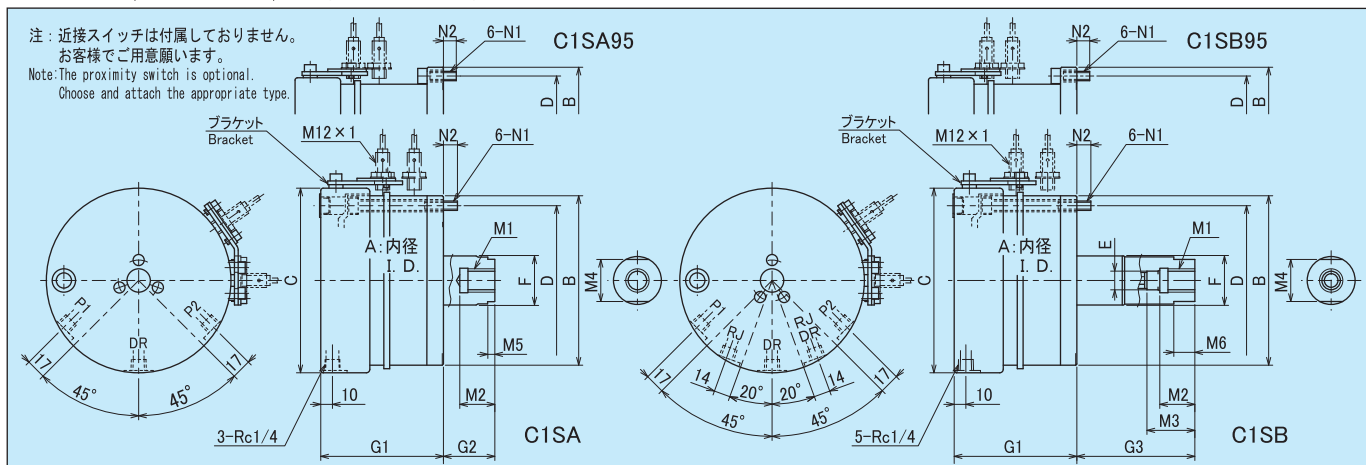 注：近接スイッチは付属しておりません。
お客様でご用意願います。
Note:The proximity switch is optional.
Choose and attach the appropriate type.
N2
6-N1
C1SA95
D
B
ブラケット
Bracket
M12×1
N2
6-N1
P1
P2
DR
17
17
45°
45°
C
A:内径
I. D.
M1
F
D
B
M4
M5
M2
10
3-Rc1/4
G1
G2
C1SA
N2
6-N1
C1SB95
D
B
ブラケット
Bracket
M12×1
N2
6-N1
P1
P2
RJ
DR
RJ
DR
17
14
20°
20°
14
17
45°
45°
C
A:内径
I. D.
E
M1
F
D
B
M4
M6
M2
M3
10
5-Rc1/4
G1
G3
C1SB